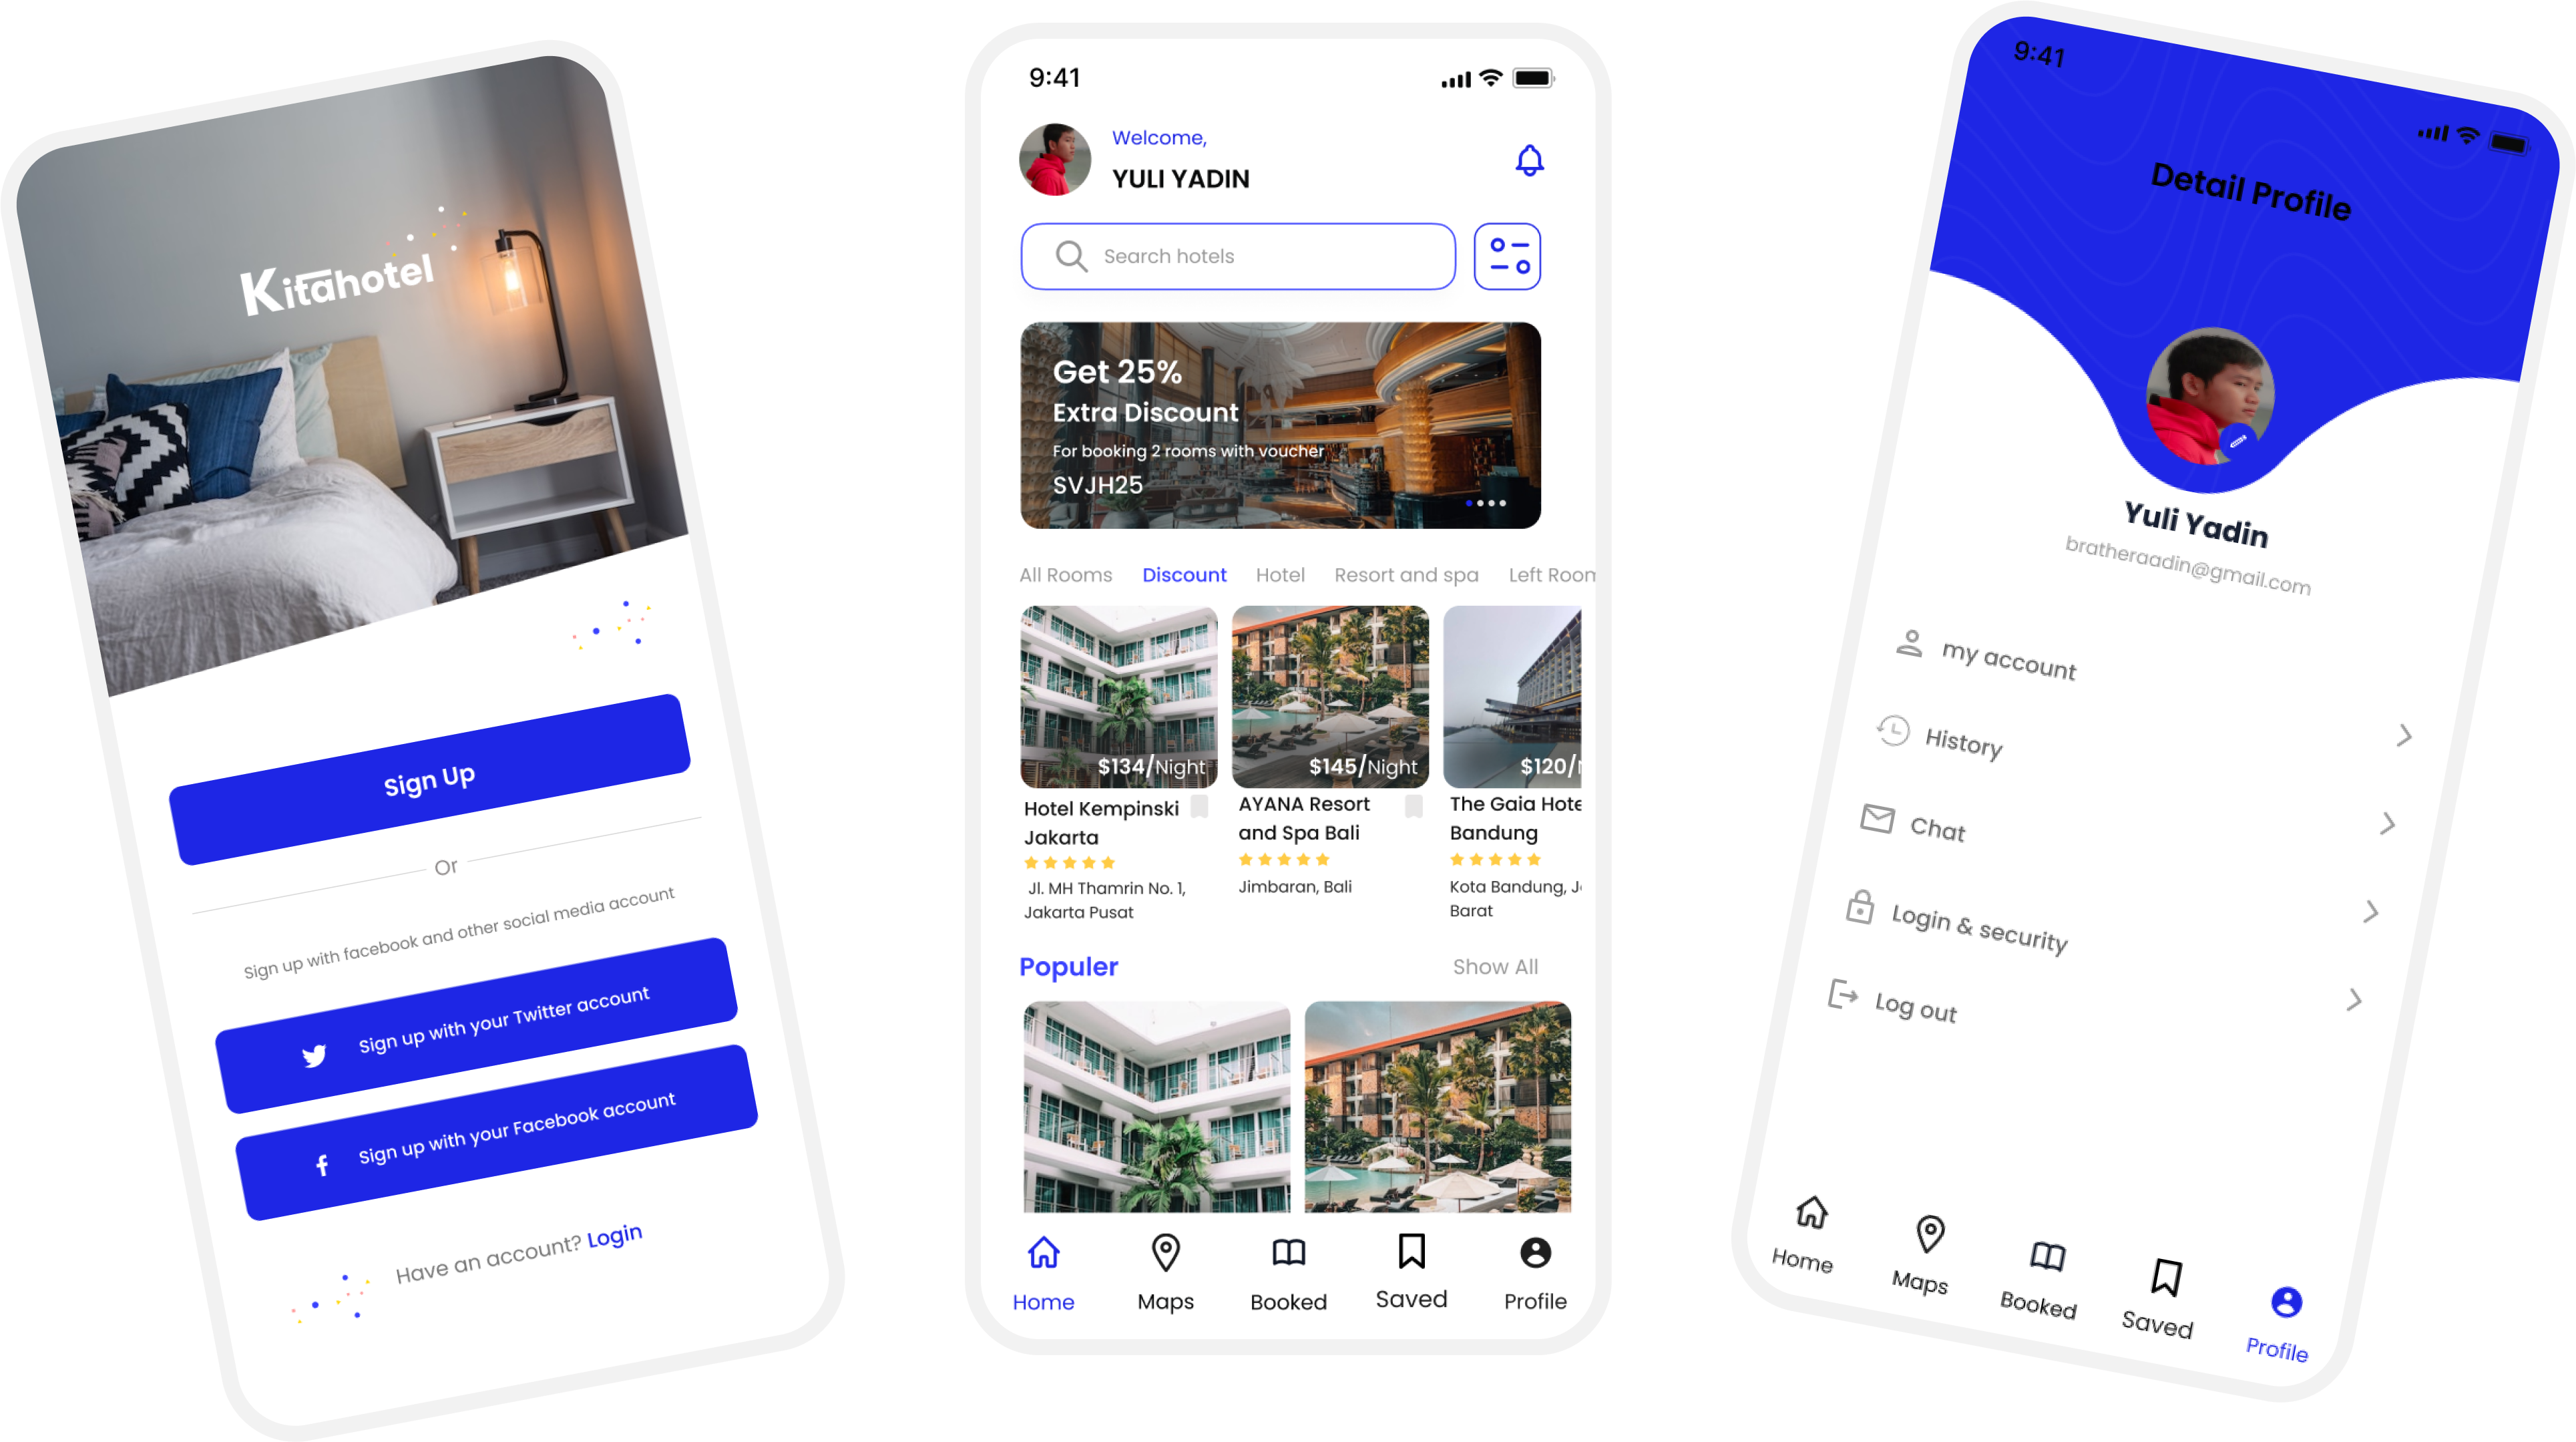 Kitahotel
Sign Up
Or
Sign up with facebook and other social media account
Sign up with your Twitter account
Sign up with your Facebook account
Have an account? Login
9:41
Welcome,
YULI YADIN
Search hotels
Get 25%
Extra Discount
For booking 2 rooms with voucher
SVJH25
All Rooms Discount Hotel Resort and spa Left Room
$134/Night
Hotel Kempinski
Jakarta
Jl. MH Thamrin No. 1,
Jakarta Pusat
$145/Night
AYANA Resort
and Spa Bali
Jimbaran, Bali
$120/
The Gaia Hote
Bandung
Kota Bandung, J
Barat
Populer
Show All
Home
Maps
Booked
Saved
Profile
9:41
Detail Profile
Yuli Yadin
bratheraadin@gmail.com
my account
History
Chat
Login & security
Log out
Home
Maps
Booked
Saved
Profile